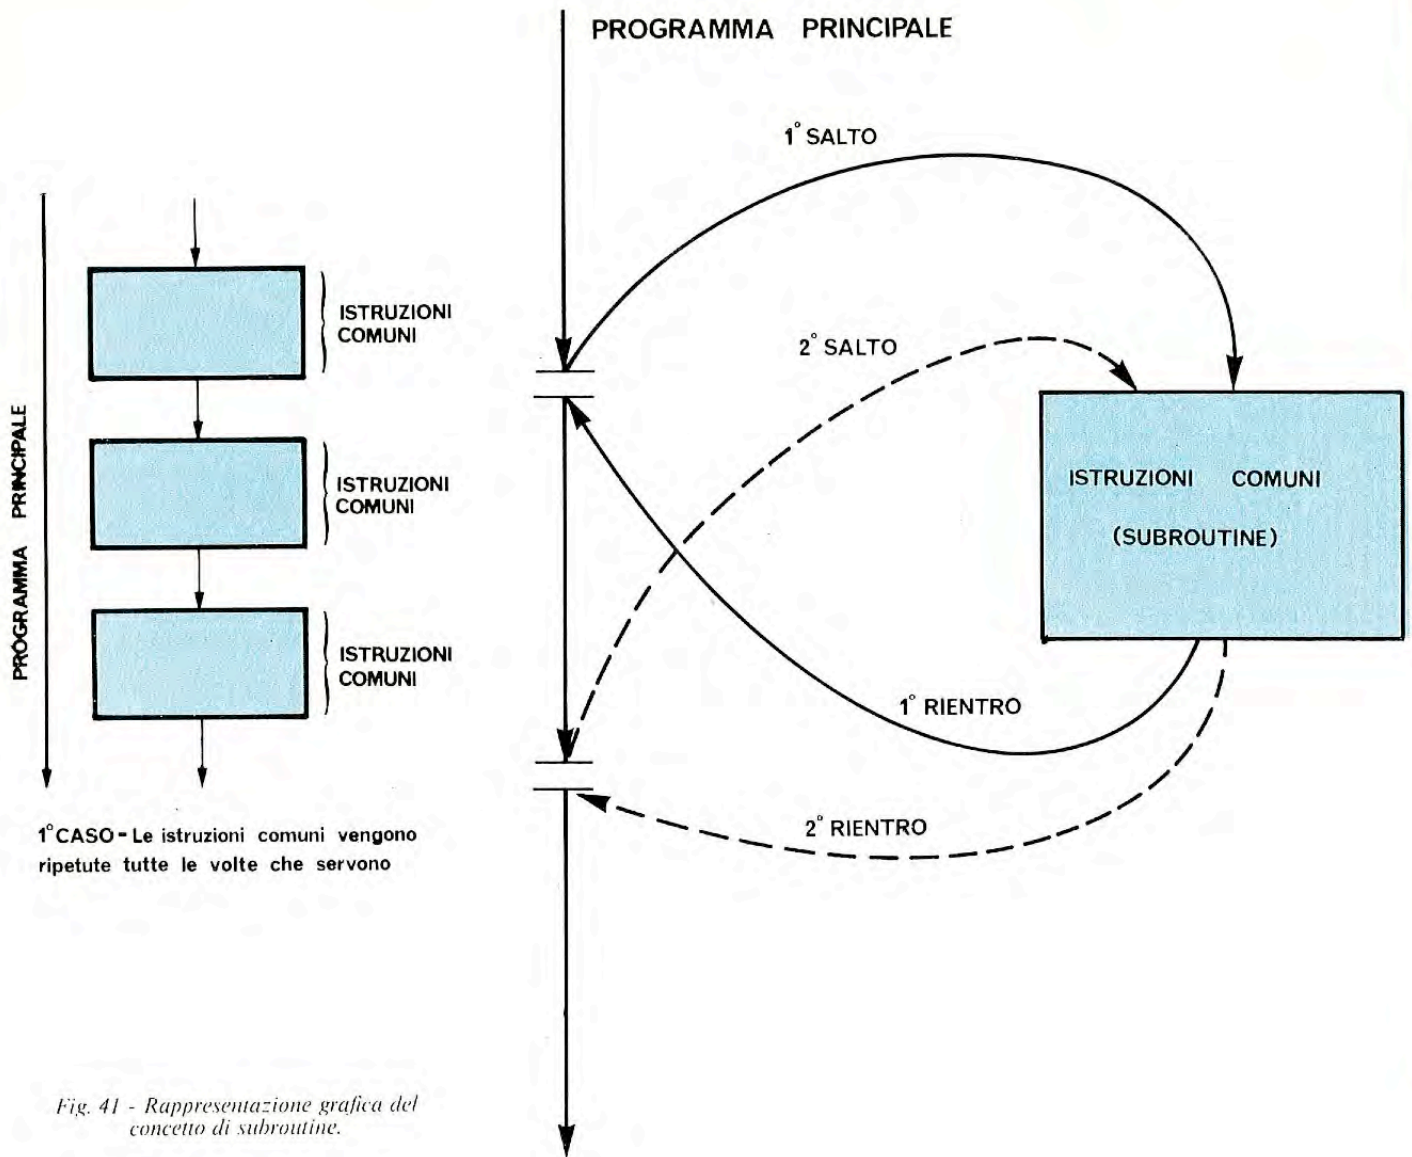 PROGRAMMA PRINCIPALE
1° SALTO
2° SALTO
ISTRUZIONI COMUNI
(SUBROUTINE)
1° RIENTRO
2° RIENTRO
PROGRAMMA PRINCIPALE
ISTRUZIONI
COMUNI
ISTRUZIONI
COMUNI
ISTRUZIONI
COMUNI
1° CASO - Le istruzioni comuni vengono
ripetute tutte le volte che servono
Fig. 41 - Rappresentazione grafica del
concetto di subroutine.